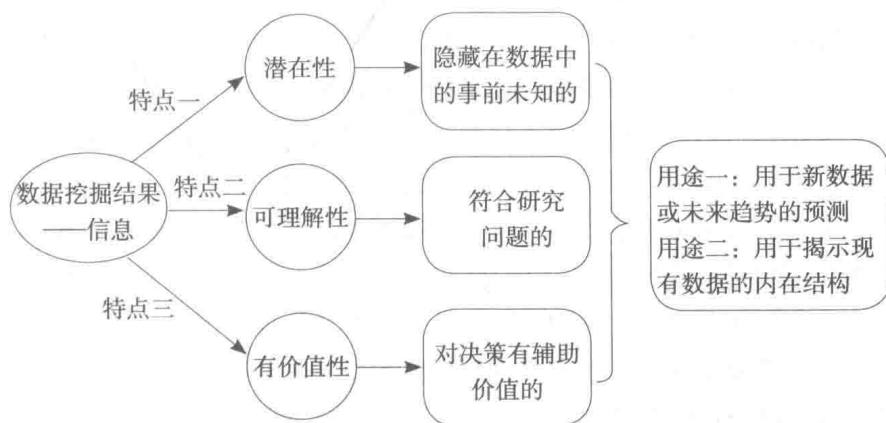 潜在性
隐藏在数据中
的事前未知的
特点一
数据挖掘结果
——信息
特点二
可理解性
符合研究
问题的
用途一：用于新数据
或未来趋势的预测
用途二：用于揭示现
有数据的内在结构
特点三
有价值性
对决策有辅助
价值的